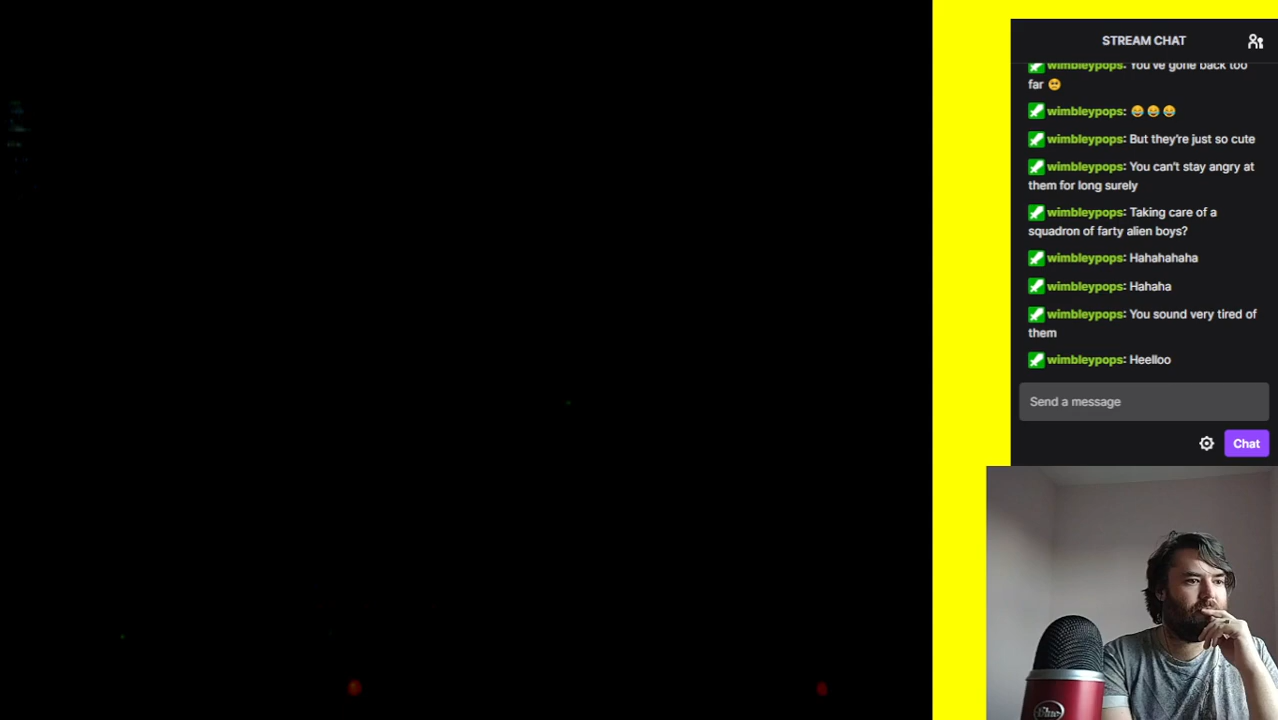 STREAM CHAT
wimbleypops: You've gone back too
far 🥺
wimbleypops: 😂😂😂
wimbleypops: But they're just so cute
wimbleypops: You can't stay angry at
them for long surely
wimbleypops: Taking care of a
squadron of farty alien boys?
wimbleypops: Hahahahaha
wimbleypops: Hahaha
wimbleypops: You sound very tired of
them
wimbleypops: Heelloo
Send a message
Chat
Blue